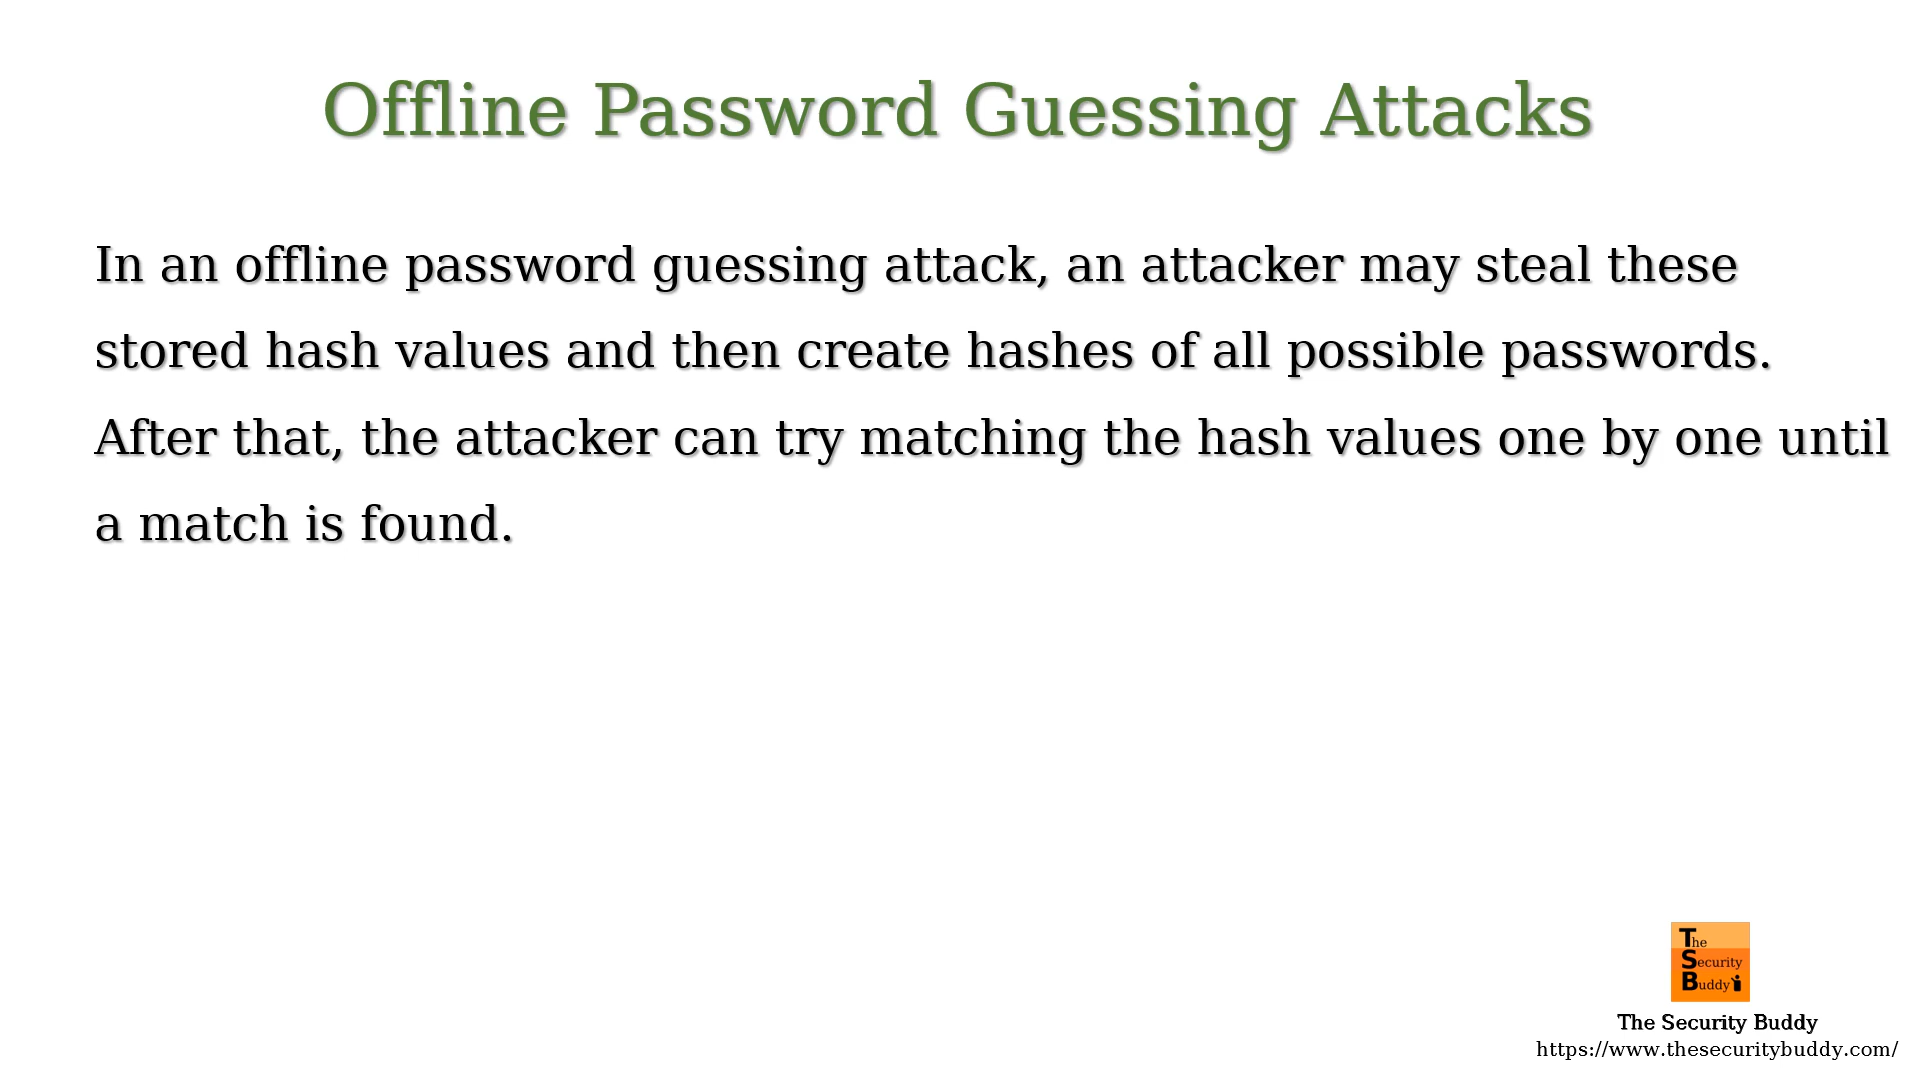 Offline Password Guessing Attacks
In an offline password guessing attack, an attacker may steal these
stored hash values and then create hashes of all possible passwords.
After that, the attacker can try matching the hash values one by one until
a match is found.
The
Security
Buddy
The Security Buddy
https://www.thesecuritybuddy.com/